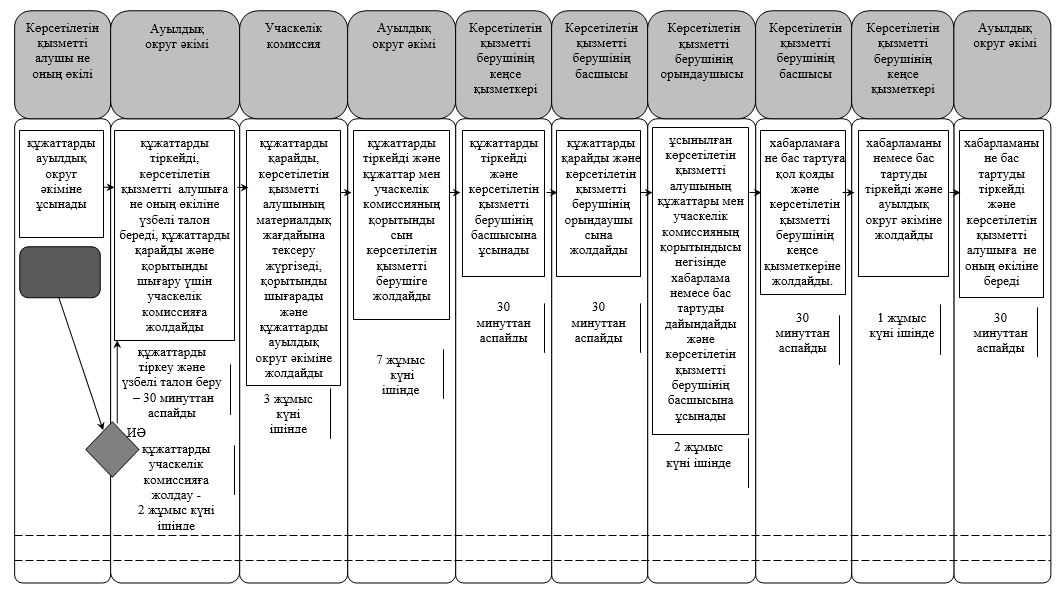 Көрсетілетін
қызметті
алушы не
оның өкілі
Ауылдық
округ әкімі
Учаскелік
комиссия
Ауылдық
округ әкімі
Көрсетілетін
қызметті
берушінің
кеңсе
қызметкері
Көрсетілетін
қызметті
берушінің
басшысы
Көрсетілетін
қызметті
берушінің
орындаушысы
Көрсетілетін
қызметті
берушінің
басшысы
Көрсетілетін
қызметті
берушінің
кеңсе
қызметкері
Ауылдық
округ әкімі
құжаттарды
ауылдық
округ
әкіміне
ұсынады
құжаттарды
тіркейді,
көрсетілетін
қызметті алушыға
не оның өкіліне
үзбелі талон
береді, құжаттарды
қарайды және
қорытынды
шығару үшін
учаскелік
комиссияға
жолдайды
құжаттарды
тіркеу және
үзбелі талон беру
– 30 минуттан
аспайды
ИӘ
құжаттарды
учаскелік
комиссияға
жолдау -
2 жұмыс күні
ішінде
құжаттарды
қарайды,
көрсетілетін
қызметті
алушының
материалдық
жағдайына
тексеру
жүргізеді,
қорытынды
шығарады
және
құжаттарды
ауылдық
округ әкіміне
жолдайды
3 жұмыс
күні
ішінде
құжаттарды
тіркейді және
құжаттар мен
учаскелік
комиссияның
қорытынды
сын
көрсетілетін
қызметті
берушіге
жолдайды
7 жұмыс
күні
ішінде
құжаттарды
тіркейді
және
көрсетілетін
қызметті
берушінің
басшысына
ұсынады
30
минуттан
аспайды
құжаттарды
қарайды және
көрсетілетін
қызметті
берушінің
орындаушы
сына
жолдайды
30
минуттан
аспайды
ұсынылған
көрсетілетін
қызметті
алушының
құжаттары мен
учаскелік
комиссияның
қорытындысы
негізінде
хабарлама
немесе бас
тартуды
дайындайды
және
көрсетілетін
қызметті
берушінің
басшысына
ұсынады
2 жұмыс
күні ішінде
хабарламаға
не бас тартуға
қол қояды
және
көрсетілетін
қызметті
берушінің
кеңсе
қызметкеріне
жолдайды.
30
минуттан
аспайды
хабарламаны
немесе бас
тартуды
тіркейді және
ауылдық
округ әкіміне
жолдайды
1 жұмыс
күні ішінде
хабарламаны
не бас
тартуды
тіркейді
және
көрсетілетін
қызметті
алушыға не
оның өкіліне
береді
30
минуттан
аспайды